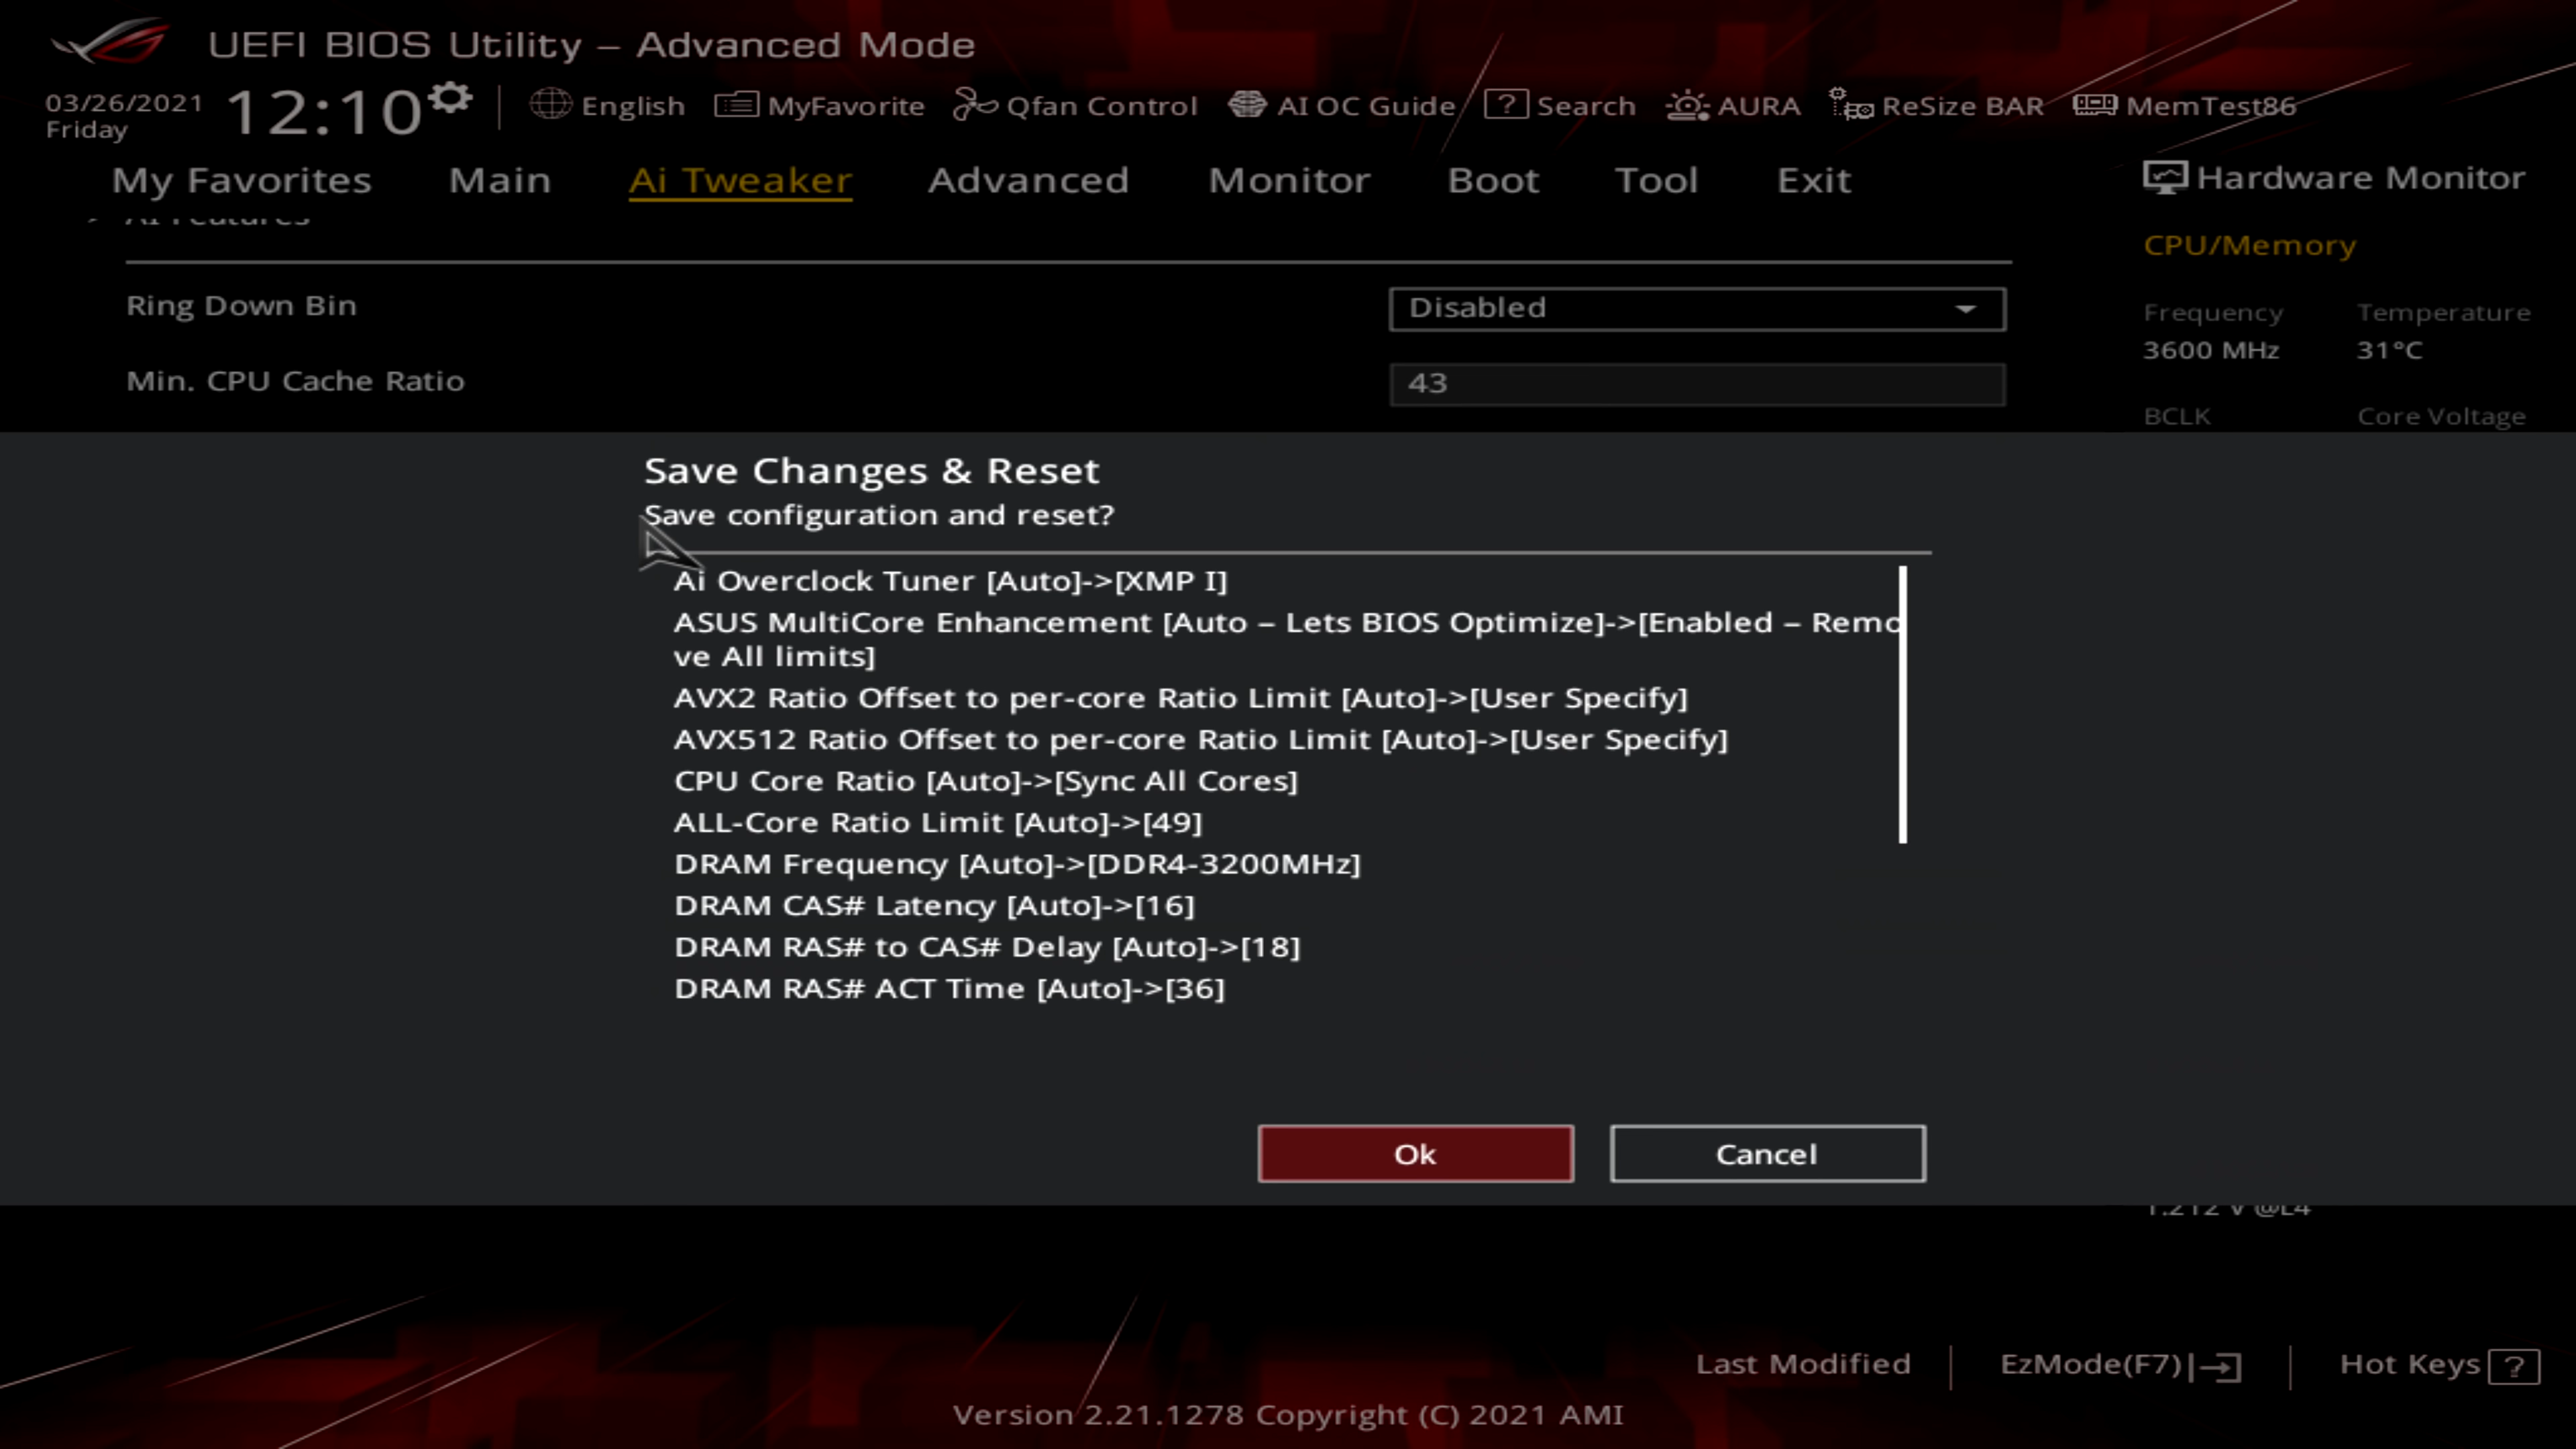 UEFI BIOS Utility – Advanced Mode
03/26/2021
Friday
12:10
English
MyFavorite
Qfan Control
AI OC Guide
? Search
AURA
ReSize BAR
MemTest86
My Favorites
Main
Ai Tweaker
Advanced
Monitor
Boot
Tool
Exit
Hardware Monitor
AI Features
CPU/Memory
Ring Down Bin
Disabled
Frequency
Temperature
3600 MHz
31°C
Min. CPU Cache Ratio
43
BCLK
Core Voltage
Save Changes & Reset
Save configuration and reset?
Ai Overclock Tuner [Auto]->[XMP I]
ASUS MultiCore Enhancement [Auto – Lets BIOS Optimize]->[Enabled – Remo
ve All limits]
AVX2 Ratio Offset to per-core Ratio Limit [Auto]->[User Specify]
AVX512 Ratio Offset to per-core Ratio Limit [Auto]->[User Specify]
CPU Core Ratio [Auto]->[Sync All Cores]
ALL-Core Ratio Limit [Auto]->[49]
DRAM Frequency [Auto]->[DDR4-3200MHz]
DRAM CAS# Latency [Auto]->[16]
DRAM RAS# to CAS# Delay [Auto]->[18]
DRAM RAS# ACT Time [Auto]->[36]
Ok
Cancel
1.212 V @L4
Last Modified
EzMode(F7)
Hot Keys ?
Version 2.21.1278 Copyright (C) 2021 AMI